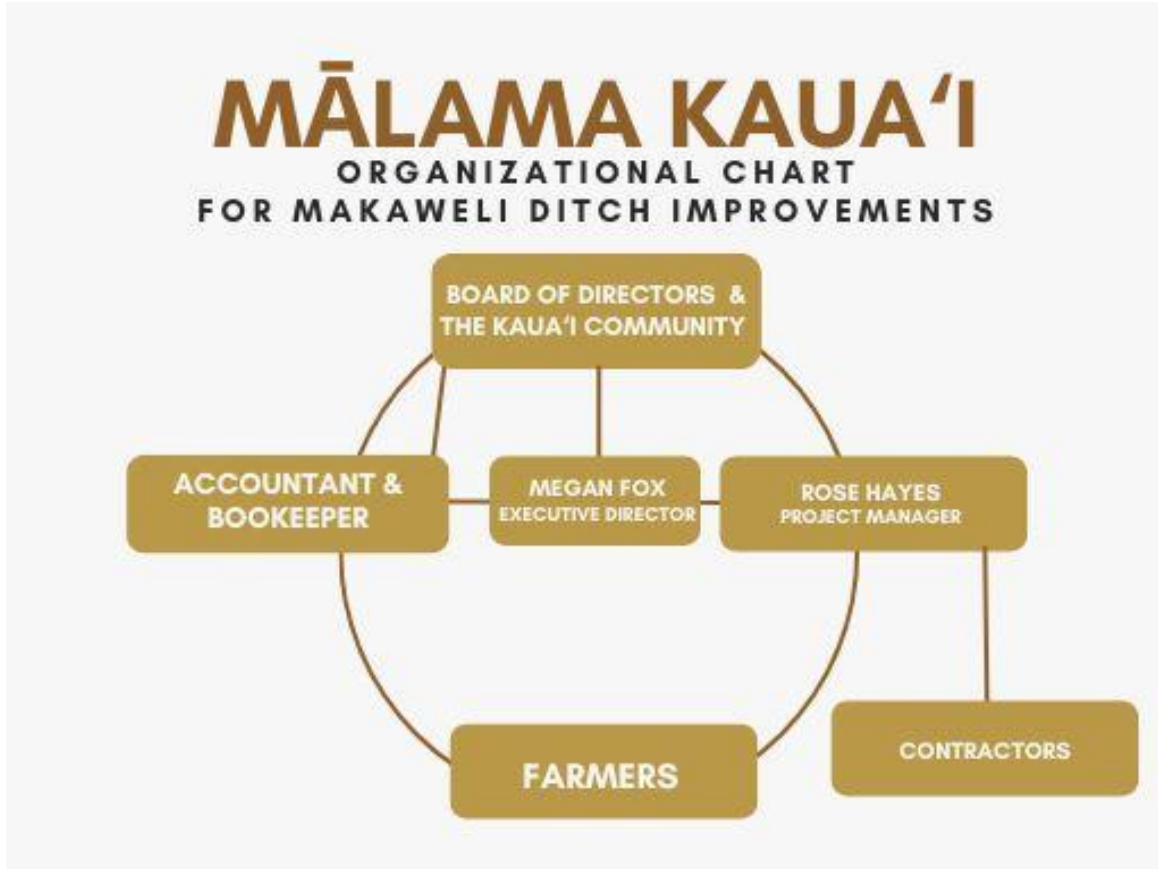 MĀLAMA KAUAʻI
ORGANIZATIONAL CHART
FOR MAKAWELI DITCH IMPROVEMENTS
BOARD OF DIRECTORS &
THE KAUAʻI COMMUNITY
ACCOUNTANT &
BOOKEEPER
MEGAN FOX
EXECUTIVE DIRECTOR
ROSE HAYES
PROJECT MANAGER
CONTRACTORS
FARMERS